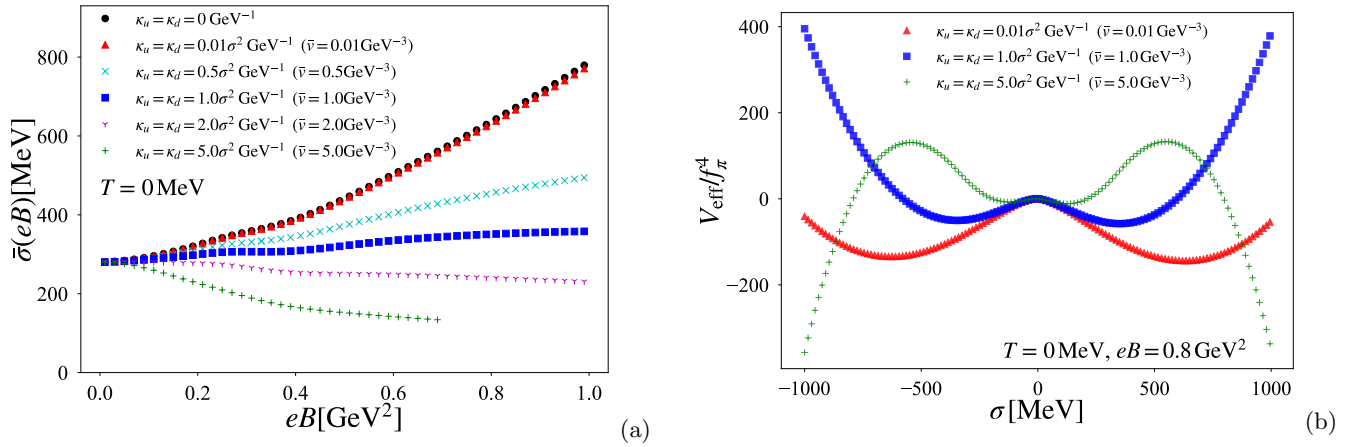 κu = κd = 0 GeV⁻¹
κu = κd = 0.01σ² GeV⁻¹ (ν̄ = 0.01GeV⁻³)
κu = κd = 0.5σ² GeV⁻¹ (ν̄ = 0.5GeV⁻³)
κu = κd = 1.0σ² GeV⁻¹ (ν̄ = 1.0GeV⁻³)
κu = κd = 2.0σ² GeV⁻¹ (ν̄ = 2.0GeV⁻³)
κu = κd = 5.0σ² GeV⁻¹ (ν̄ = 5.0GeV⁻³)
T = 0 MeV
σ̄(eB)[MeV]
800
600
400
200
0
0.0 0.2 0.4 0.6 0.8 1.0
eB[GeV²]
(a)
κu = κd = 0.01σ² GeV⁻¹ (ν̄ = 0.01GeV⁻³)
κu = κd = 1.0σ² GeV⁻¹ (ν̄ = 1.0GeV⁻³)
κu = κd = 5.0σ² GeV⁻¹ (ν̄ = 5.0GeV⁻³)
Veff/fπ⁴
400
200
0
−200
T = 0 MeV, eB = 0.8 GeV²
−1000 −500 0 500 1000
σ[MeV]
(b)